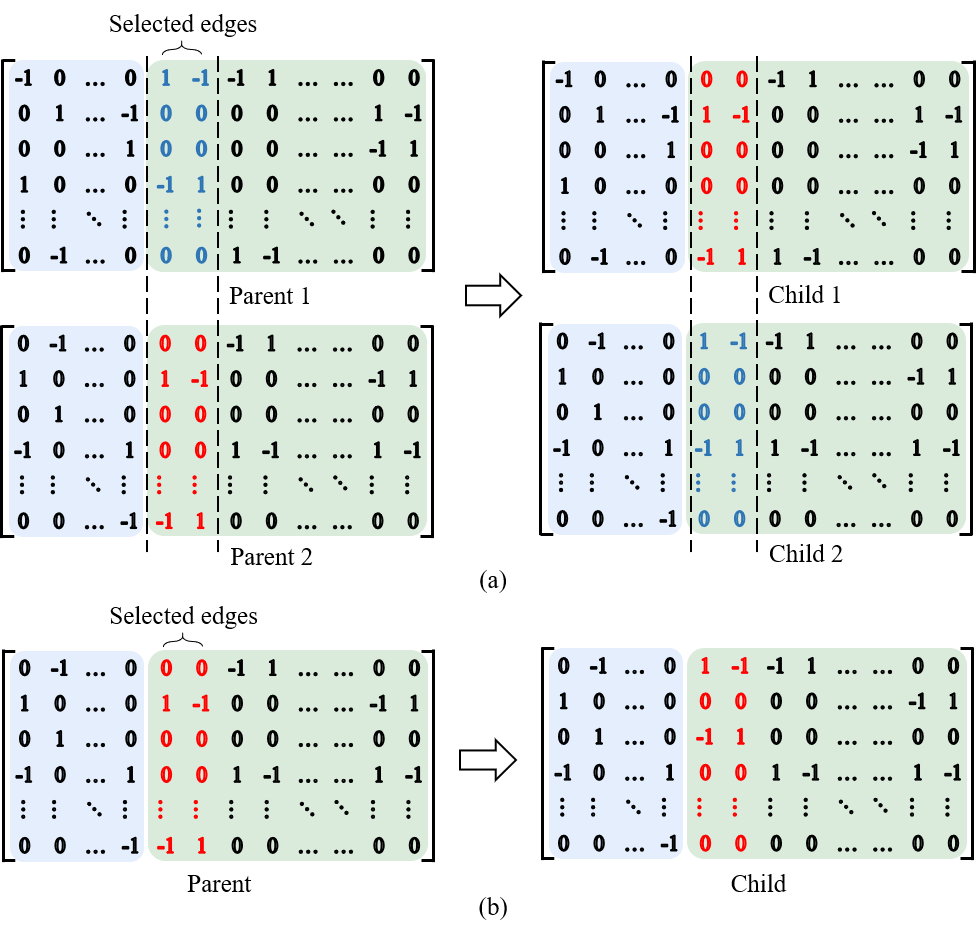 Selected edges
-1 0 ... 0 1 -1 -1 1 ... ... 0 0
0 1 ... -1 0 0 0 0 ... ... 1 -1
0 0 ... 1 0 0 0 0 ... ... -1 1
1 0 ... 0 -1 1 0 0 ... ... 0 0
⋮ ⋮ ⋱ ⋮ ⋮ ⋮ ⋮ ⋮ ⋱ ⋱ ⋮ ⋮
0 -1 ... 0 0 0 1 -1 ... ... 0 0
Parent 1
0 -1 ... 0 0 0 -1 1 ... ... 0 0
1 0 ... 0 1 -1 0 0 ... ... -1 1
0 1 ... 0 0 0 0 0 ... ... 0 0
-1 0 ... 1 0 0 1 -1 ... ... 1 -1
⋮ ⋮ ⋱ ⋮ ⋮ ⋮ ⋮ ⋮ ⋱ ⋱ ⋮ ⋮
0 0 ... -1 -1 1 0 0 ... ... 0 0
Parent 2
-1 0 ... 0 0 0 -1 1 ... ... 0 0
0 1 ... -1 1 -1 0 0 ... ... 1 -1
0 0 ... 1 0 0 0 0 ... ... -1 1
1 0 ... 0 0 0 0 0 ... ... 0 0
⋮ ⋮ ⋱ ⋮ ⋮ ⋮ ⋮ ⋮ ⋱ ⋱ ⋮ ⋮
0 -1 ... 0 -1 1 1 -1 ... ... 0 0
Child 1
0 -1 ... 0 1 -1 -1 1 ... ... 0 0
1 0 ... 0 0 0 0 0 ... ... -1 1
0 1 ... 0 0 0 0 0 ... ... 0 0
-1 0 ... 1 -1 1 1 -1 ... ... 1 -1
⋮ ⋮ ⋱ ⋮ ⋮ ⋮ ⋮ ⋮ ⋱ ⋱ ⋮ ⋮
0 0 ... -1 0 0 0 0 ... ... 0 0
Child 2
(a)
Selected edges
0 -1 ... 0 0 0 -1 1 ... ... 0 0
1 0 ... 0 1 -1 0 0 ... ... -1 1
0 1 ... 0 0 0 0 0 ... ... 0 0
-1 0 ... 1 0 0 1 -1 ... ... 1 -1
⋮ ⋮ ⋱ ⋮ ⋮ ⋮ ⋮ ⋮ ⋱ ⋱ ⋮ ⋮
0 0 ... -1 -1 1 0 0 ... ... 0 0
Parent
0 -1 ... 0 1 -1 -1 1 ... ... 0 0
1 0 ... 0 0 0 0 0 ... ... -1 1
0 1 ... 0 -1 1 0 0 ... ... 0 0
-1 0 ... 1 0 0 1 -1 ... ... 1 -1
⋮ ⋮ ⋱ ⋮ ⋮ ⋮ ⋮ ⋮ ⋱ ⋱ ⋮ ⋮
0 0 ... -1 0 0 0 0 ... ... 0 0
Child
(b)